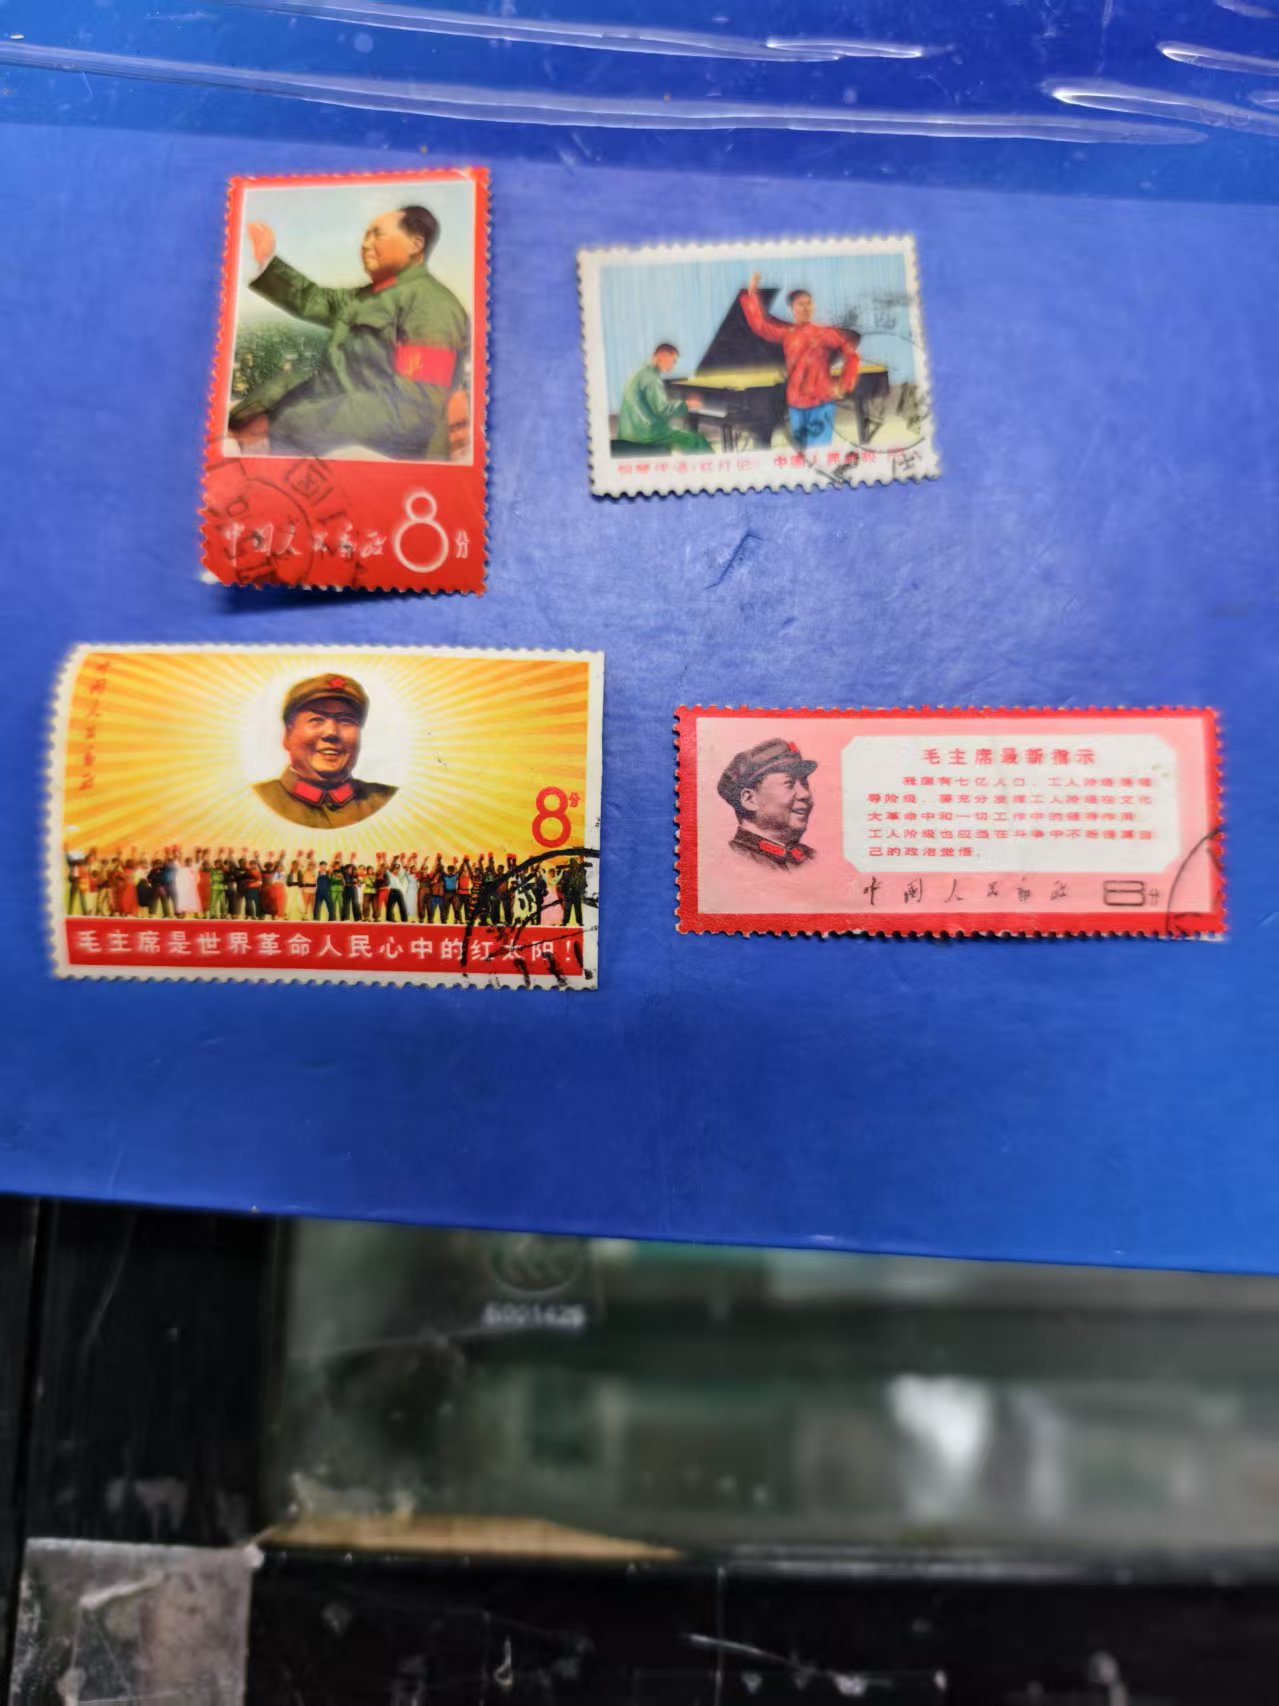 中国人民邮政 8分
钢琴伴唱·红灯记 中国人民邮政
中国人民邮政
8分
毛主席是世界革命人民心中的红太阳！
毛主席最新指示
我国有七亿人口，工人阶级是领
导阶级。要充分发挥工人阶级在文化
大革命中和一切工作中的领导作用。
工人阶级也应当在斗争中不断提高自
己的政治觉悟。
中国人民邮政 8分